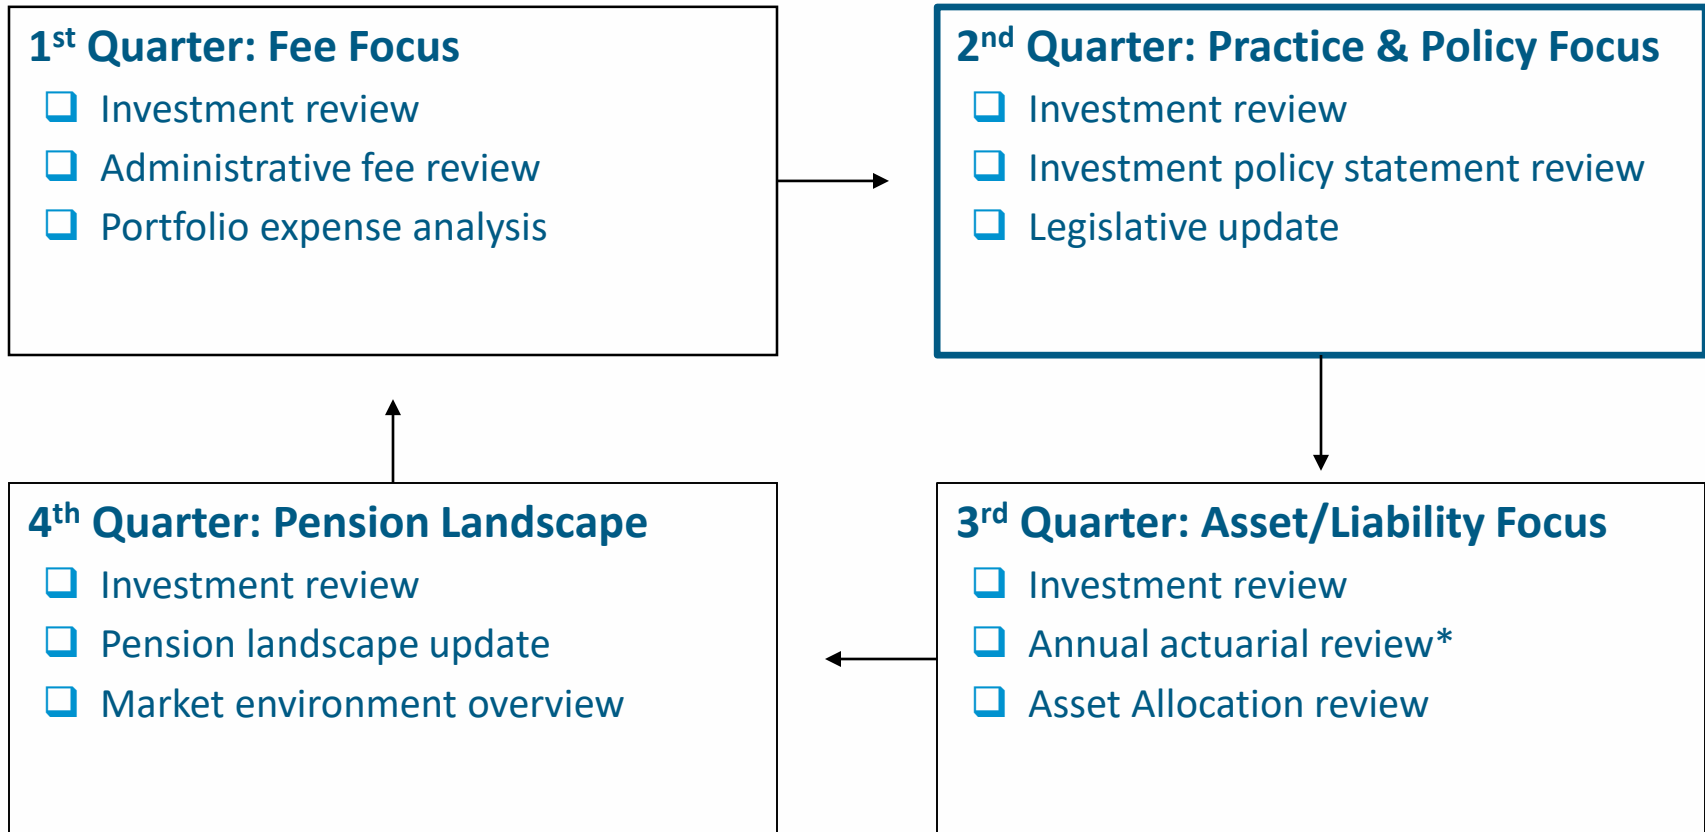 1st Quarter: Fee Focus
❑ Investment review
❑ Administrative fee review
❑ Portfolio expense analysis
2nd Quarter: Practice & Policy Focus
❑ Investment review
❑ Investment policy statement review
❑ Legislative update
3rd Quarter: Asset/Liability Focus
❑ Investment review
❑ Annual actuarial review*
❑ Asset Allocation review
4th Quarter: Pension Landscape
❑ Investment review
❑ Pension landscape update
❑ Market environment overview